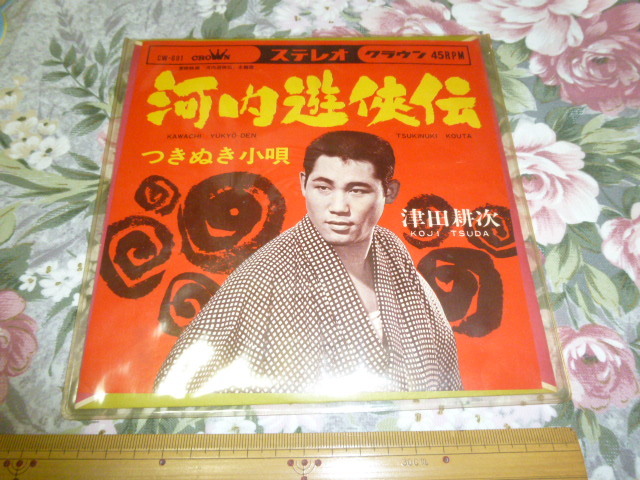 CW-691 CROWN ステレオ クラウン 45RPM
河内遊侠伝
KAWACHI YUKYO DEN TSUKINUKI KOUTA
つきぬき小唄
津田耕次
KOJI TSUDA